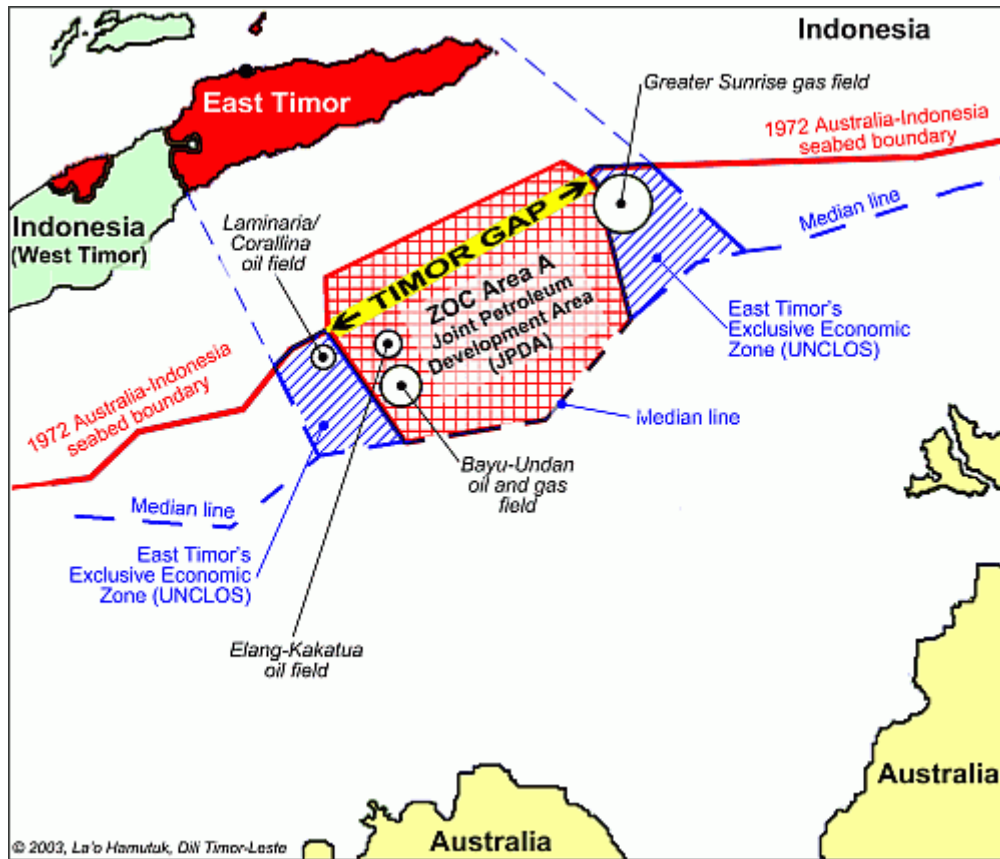 Indonesia
Greater Sunrise gas field
East Timor
1972 Australia-Indonesia
seabed boundary
Indonesia
(West Timor)
Laminaria/
Corallina
oil field
Median line
TIMOR GAP
ZOC Area A
Joint Petroleum
Development Area
(JPDA)
East Timor's
Exclusive Economic
Zone (UNCLOS)
1972 Australia-Indonesia
seabed boundary
Median line
Bayu-Undan
oil and gas
field
Median line
East Timor's
Exclusive Economic
Zone (UNCLOS)
Elang-Kakatua
oil field
Australia
Australia
© 2003, La'o Hamutuk, Dili Timor-Leste